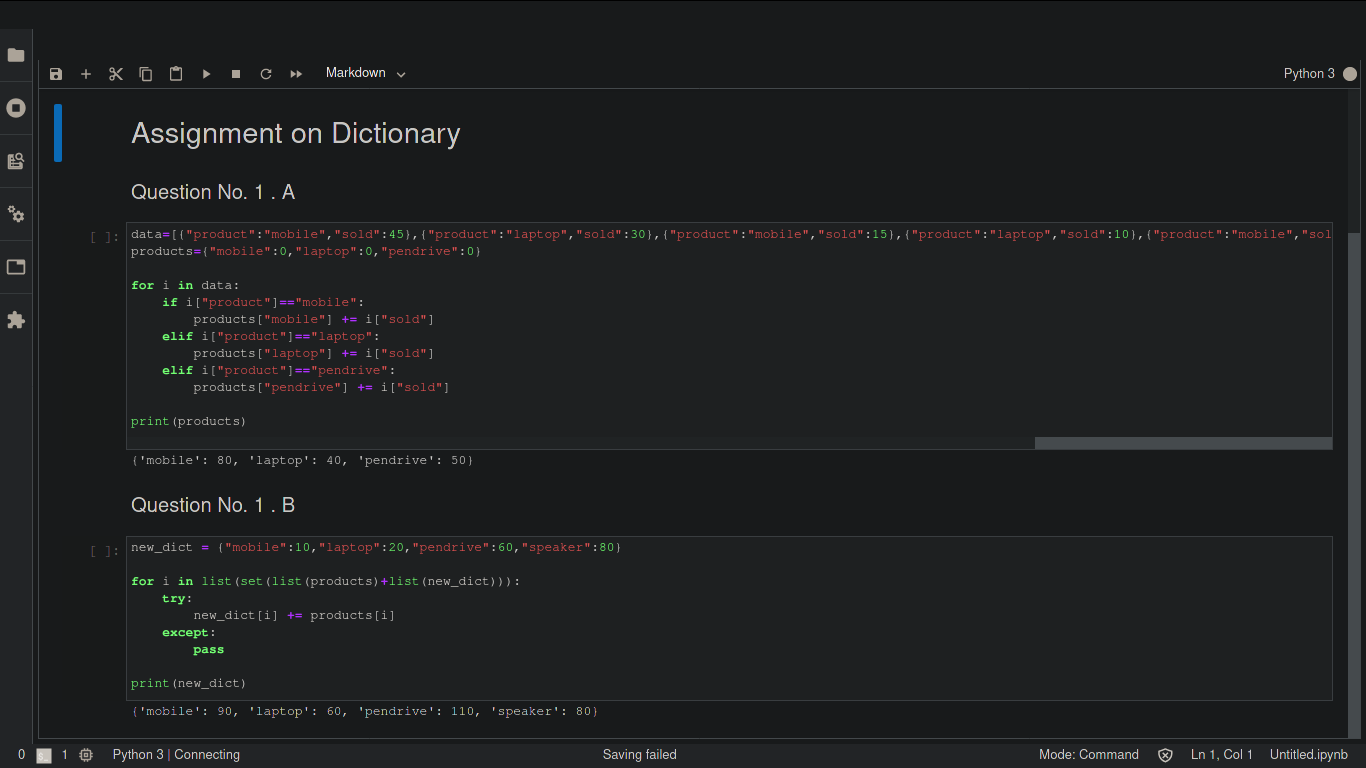 Markdown
Python 3
Assignment on Dictionary
Question No. 1 . A
[ ]:
data=[{"product":"mobile","sold":45},{"product":"laptop","sold":30},{"product":"mobile","sold":15},{"product":"laptop","sold":10},{"product":"mobile","sol
products={"mobile":0,"laptop":0,"pendrive":0}
for i in data:
    if i["product"]=="mobile":
        products["mobile"] += i["sold"]
    elif i["product"]=="laptop":
        products["laptop"] += i["sold"]
    elif i["product"]=="pendrive":
        products["pendrive"] += i["sold"]
print(products)
{'mobile': 80, 'laptop': 40, 'pendrive': 50}
Question No. 1 . B
[ ]:
new_dict = {"mobile":10,"laptop":20,"pendrive":60,"speaker":80}
for i in list(set(list(products)+list(new_dict))):
    try:
        new_dict[i] += products[i]
    except:
        pass
print(new_dict)
{'mobile': 90, 'laptop': 60, 'pendrive': 110, 'speaker': 80}
0 $_ 1 Python 3 | Connecting Saving failed Mode: Command Ln 1, Col 1 Untitled.ipynb